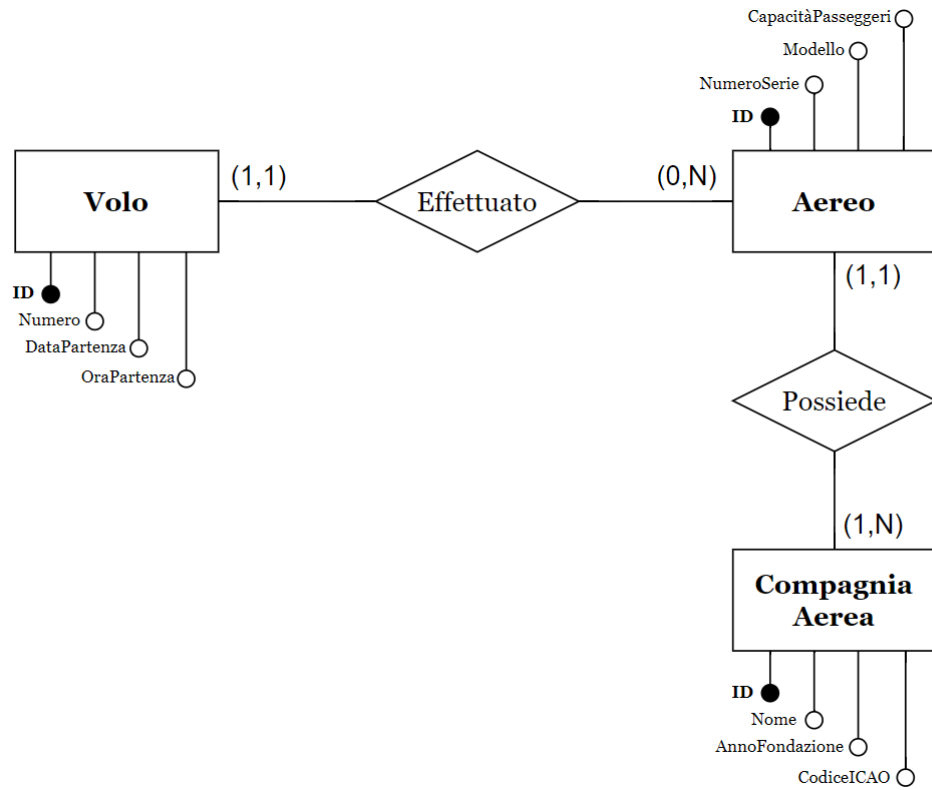 CapacitàPasseggeri
Modello
NumeroSerie
ID
Volo
(1,1)
Effettuato
(0,N)
Aereo
ID
Numero
DataPartenza
OraPartenza
(1,1)
Possiede
(1,N)
Compagnia
Aerea
ID
Nome
AnnoFondazione
CodiceICAO